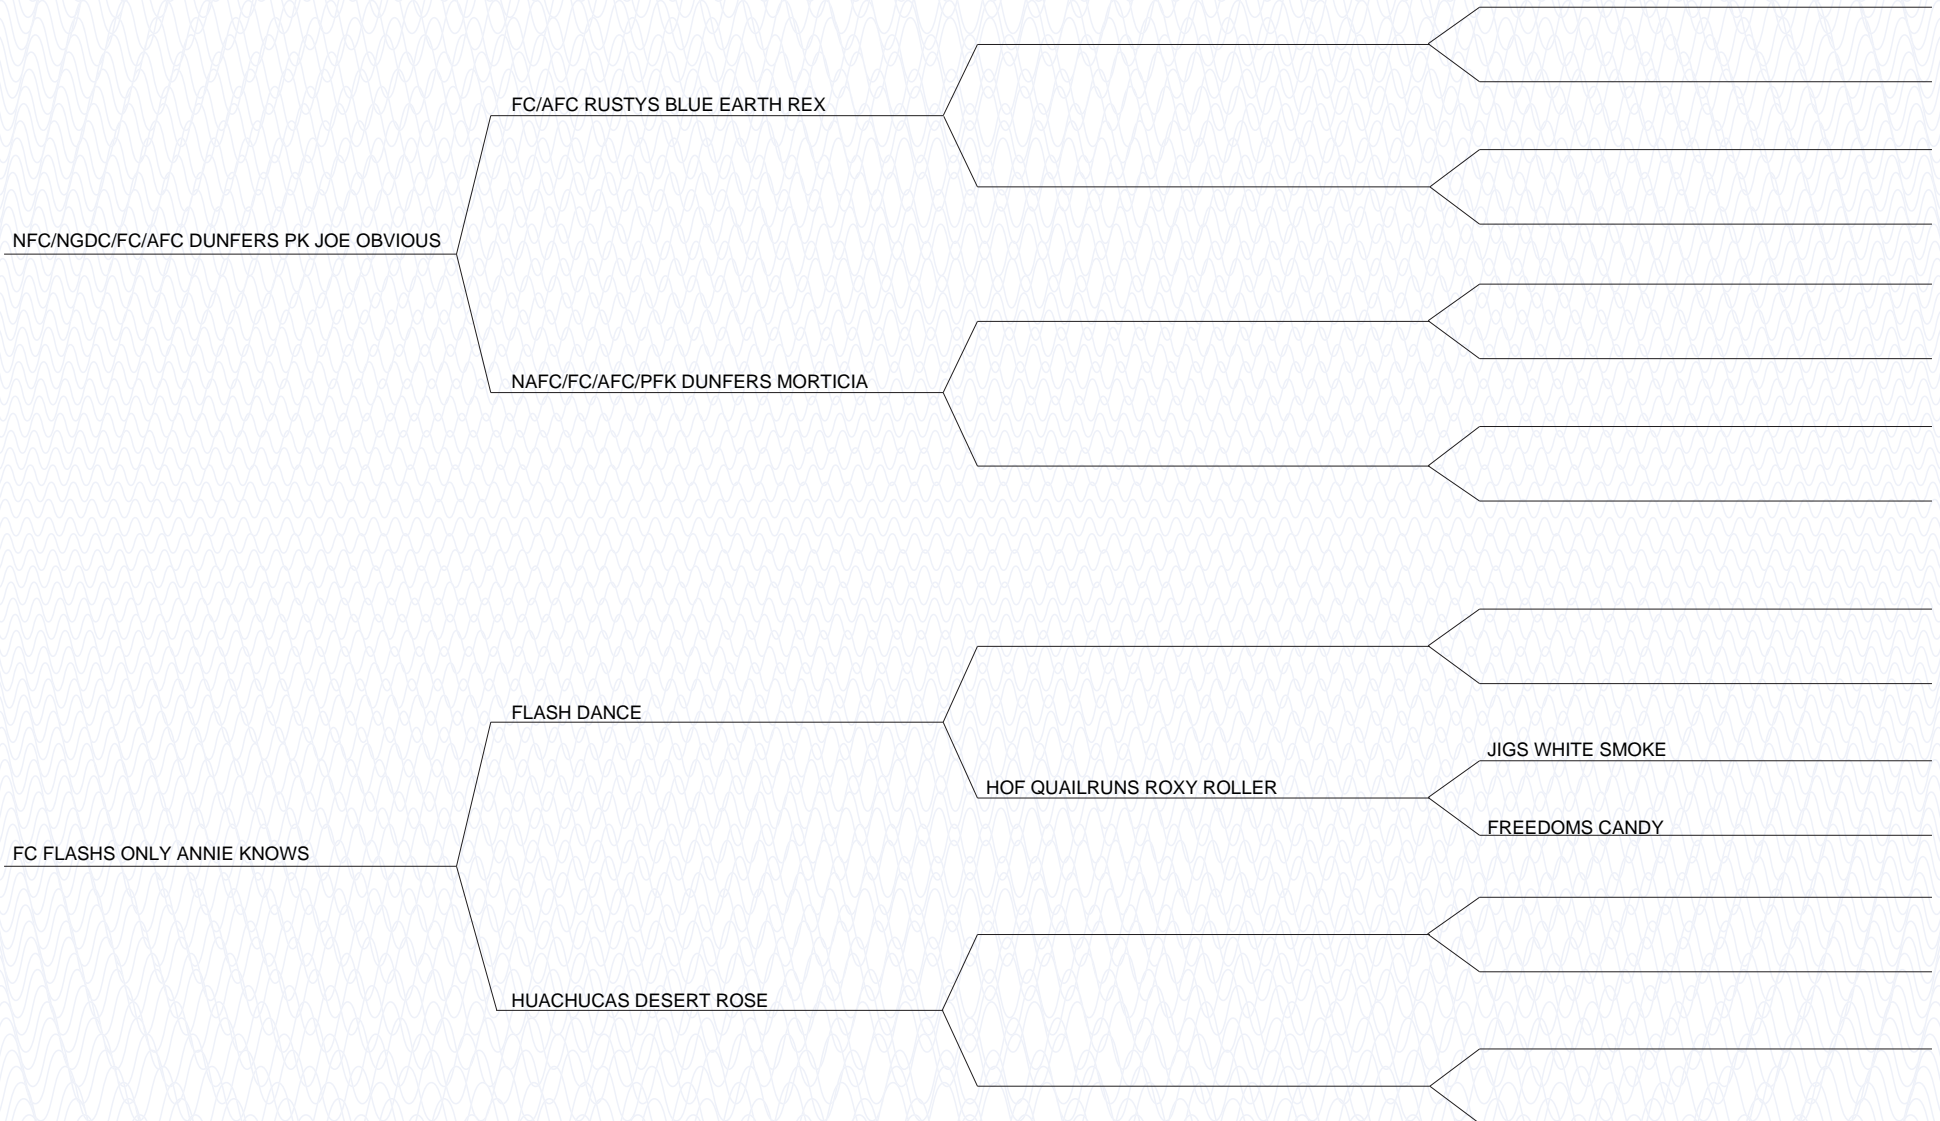 FC/AFC RUSTYS BLUE EARTH REX
NFC/NGDC/FC/AFC DUNFERS PK JOE OBVIOUS
NAFC/FC/AFC/PFK DUNFERS MORTICIA
FLASH DANCE
JIGS WHITE SMOKE
HOF QUAILRUNS ROXY ROLLER
FREEDOMS CANDY
FC FLASHS ONLY ANNIE KNOWS
HUACHUCAS DESERT ROSE